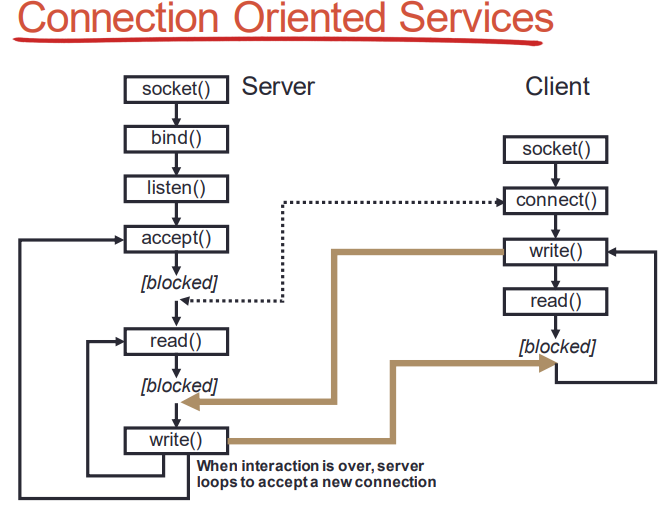 Connection Oriented Services
Server
Client
socket()
bind()
listen()
accept()
[blocked]
read()
[blocked]
write()
When interaction is over, server
loops to accept a new connection
socket()
connect()
write()
read()
[blocked]